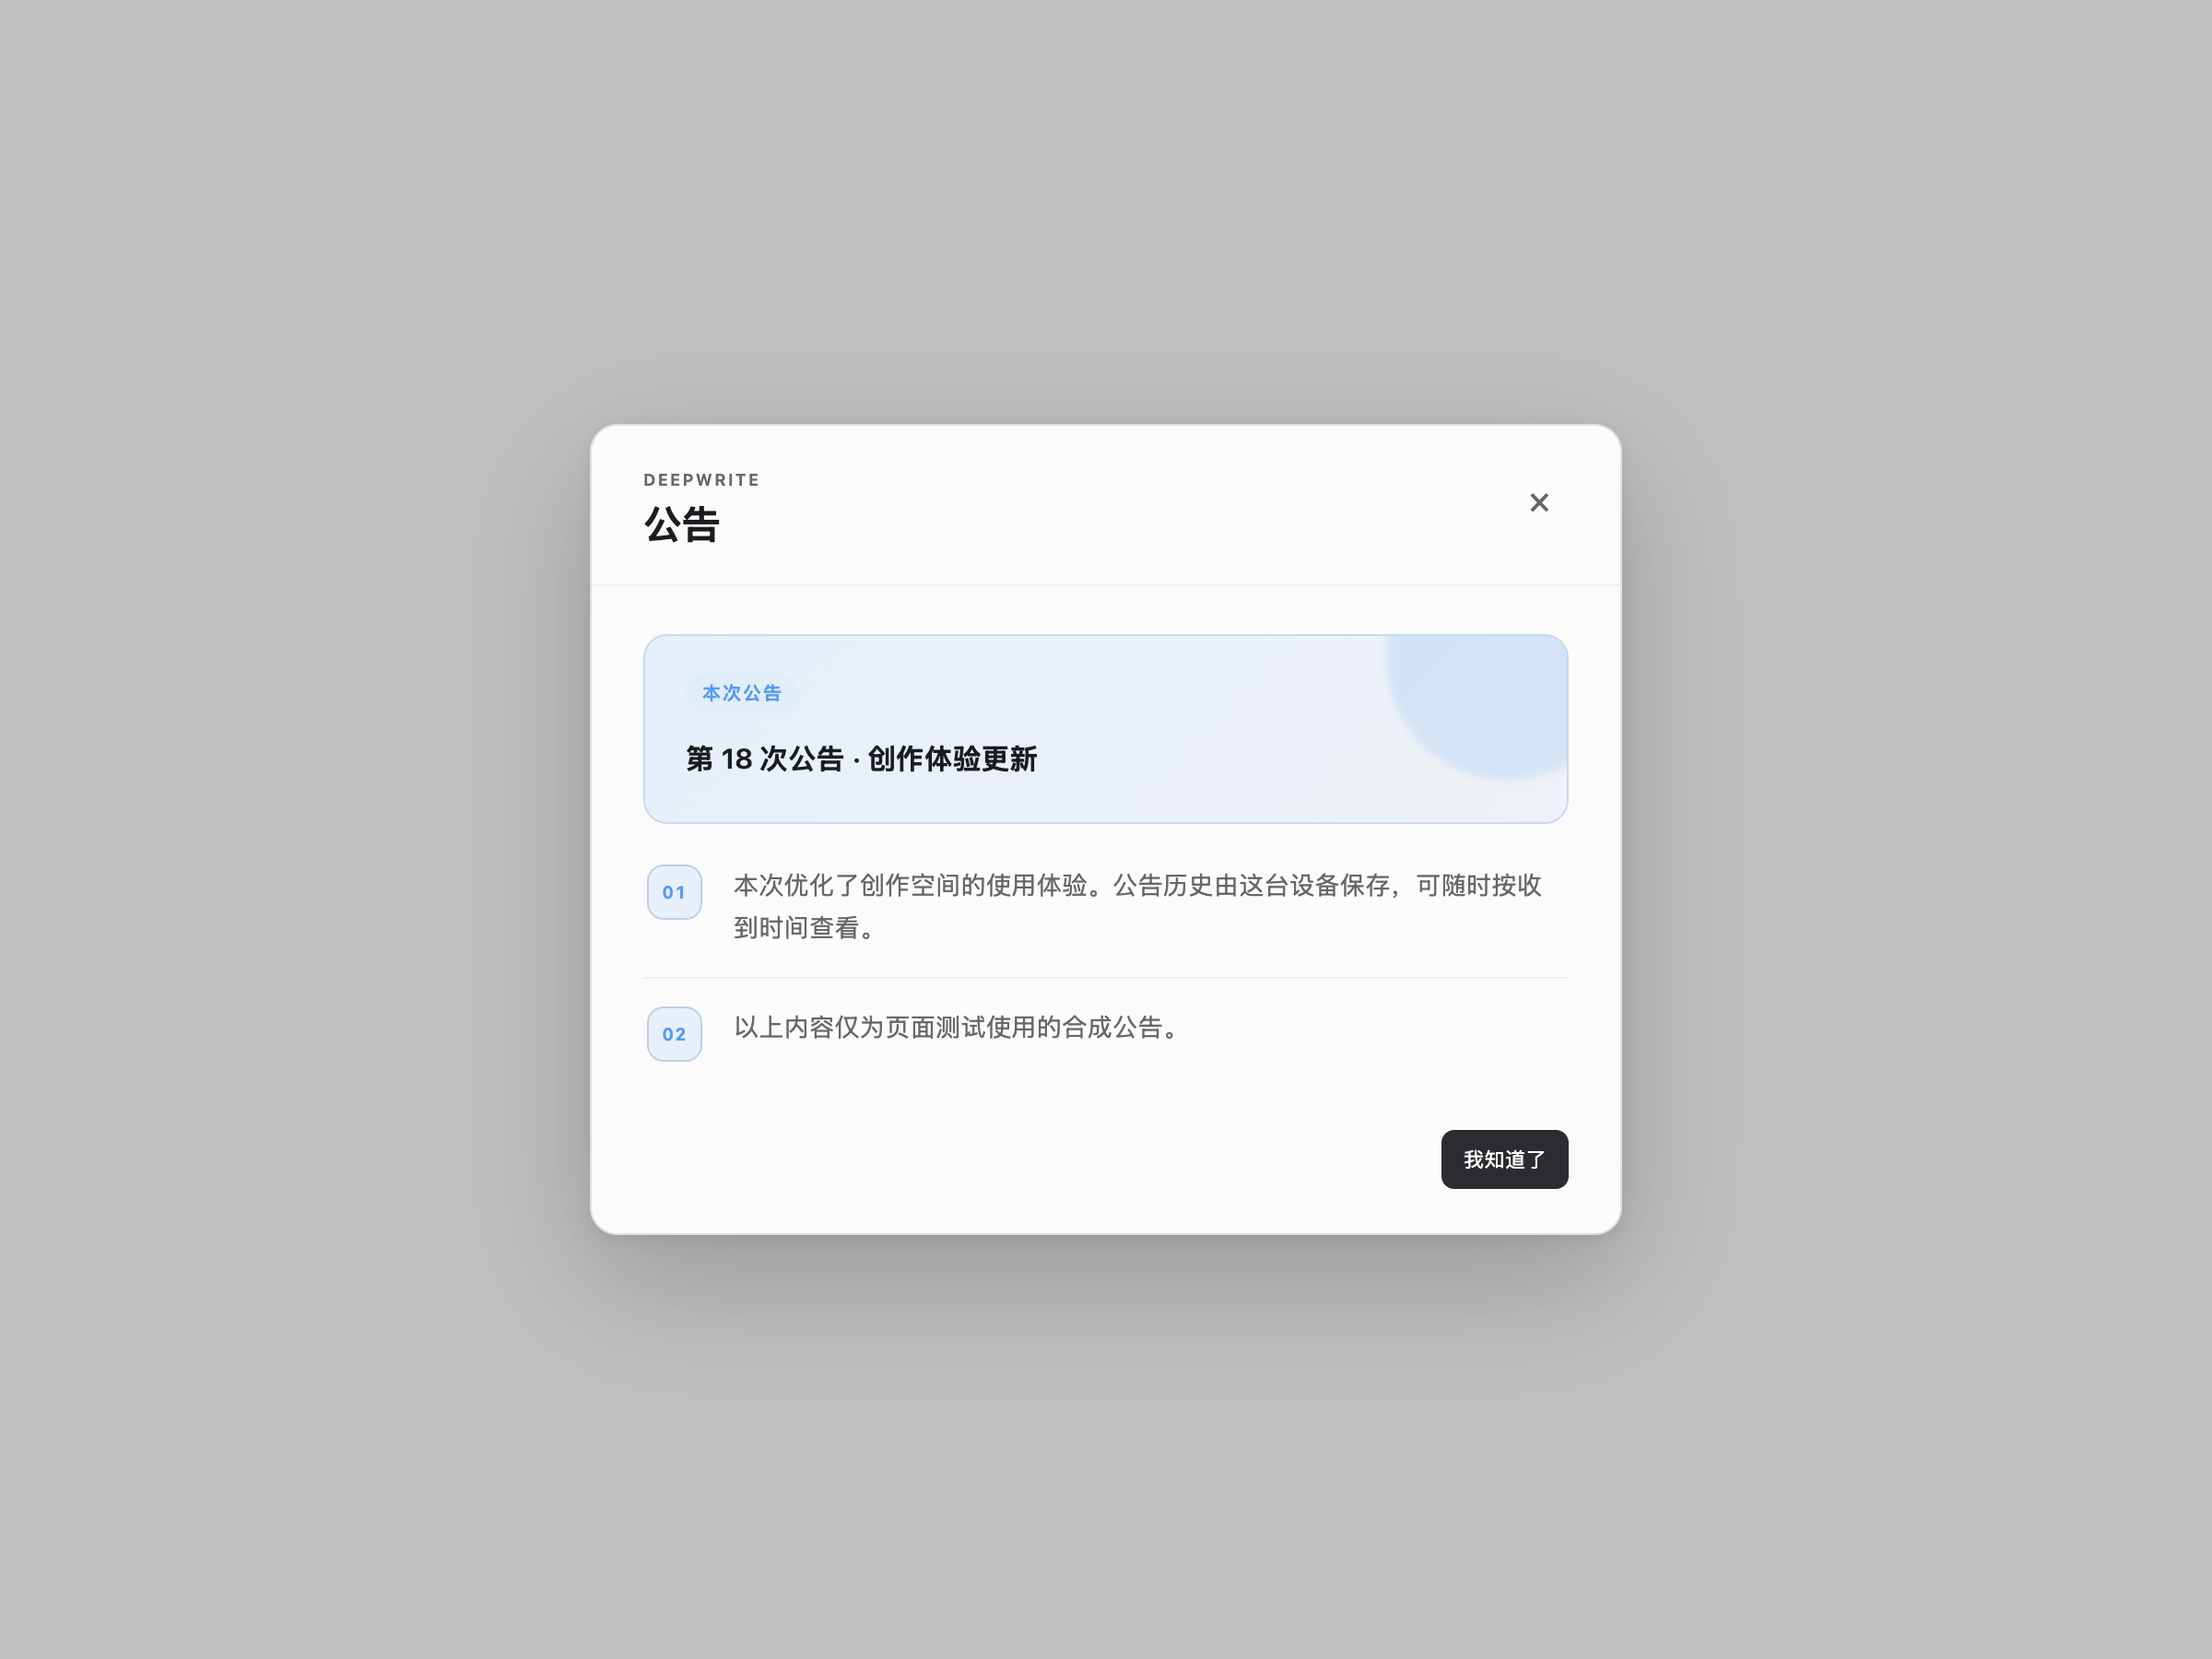 DEEPWRITE
公告
本次公告
第 18 次公告 · 创作体验更新
01
本次优化了创作空间的使用体验。公告历史由这台设备保存，可随时按收
到时间查看。
02
以上内容仅为页面测试使用的合成公告。
我知道了